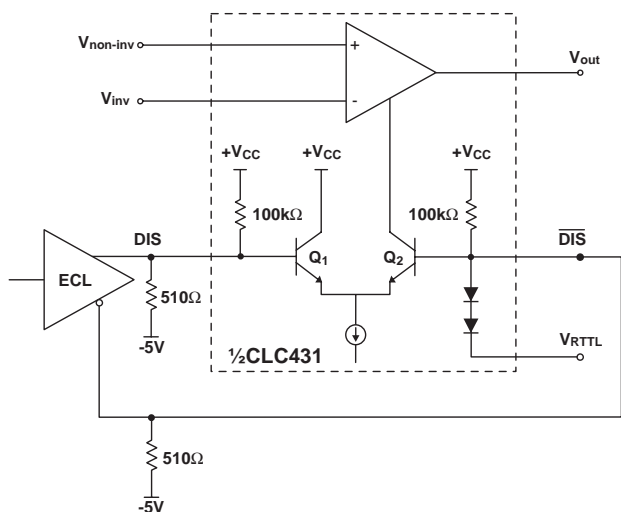 Vnon-inv
+
Vout
Vinv
-
+VCC +VCC +VCC
100kΩ 100kΩ
DIS DIS
ECL Q1 Q2
510Ω
-5V
½CLC431 VRTTL
510Ω
-5V